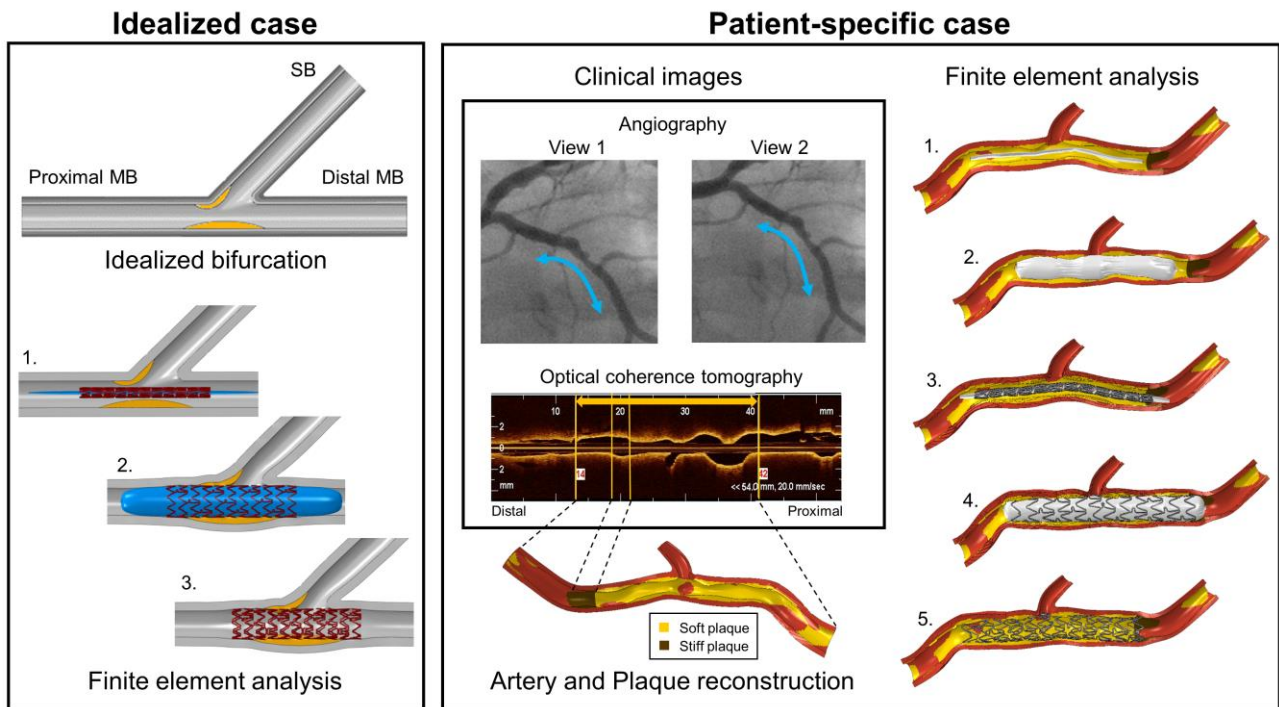 Idealized case
SB
Proximal MB
Distal MB
Idealized bifurcation
1.
2.
3.
Finite element analysis
Patient-specific case
Clinical images
Angiography
View 1
View 2
Optical coherence tomography
10 20 30 40 mm
2
0
2
mm
14
42
<< 54.0 mm, 20.0 mm/sec
Distal
Proximal
Soft plaque
Stiff plaque
Artery and Plaque reconstruction
Finite element analysis
1.
2.
3.
4.
5.